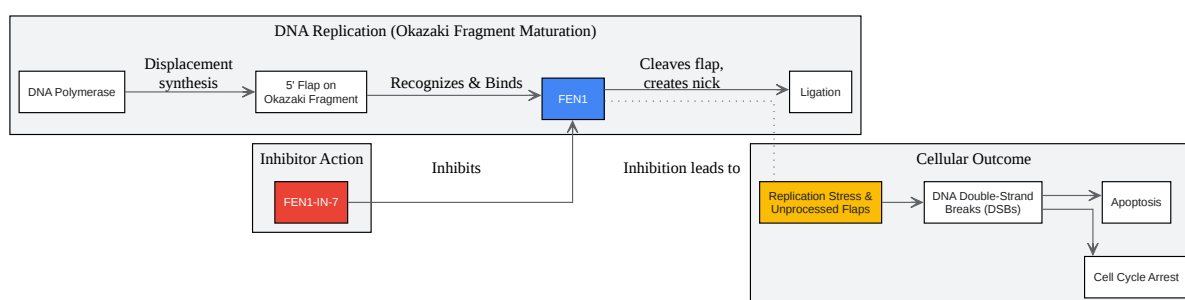 DNA Replication (Okazaki Fragment Maturation)
DNA Polymerase
Displacement
synthesis
5' Flap on
Okazaki Fragment
Recognizes & Binds
FEN1
Cleaves flap,
creates nick
Ligation
Inhibitor Action
FEN1-IN-7
Inhibits
Inhibition leads to
Cellular Outcome
Replication Stress &
Unprocessed Flaps
DNA Double-Strand
Breaks (DSBs)
Apoptosis
Cell Cycle Arrest